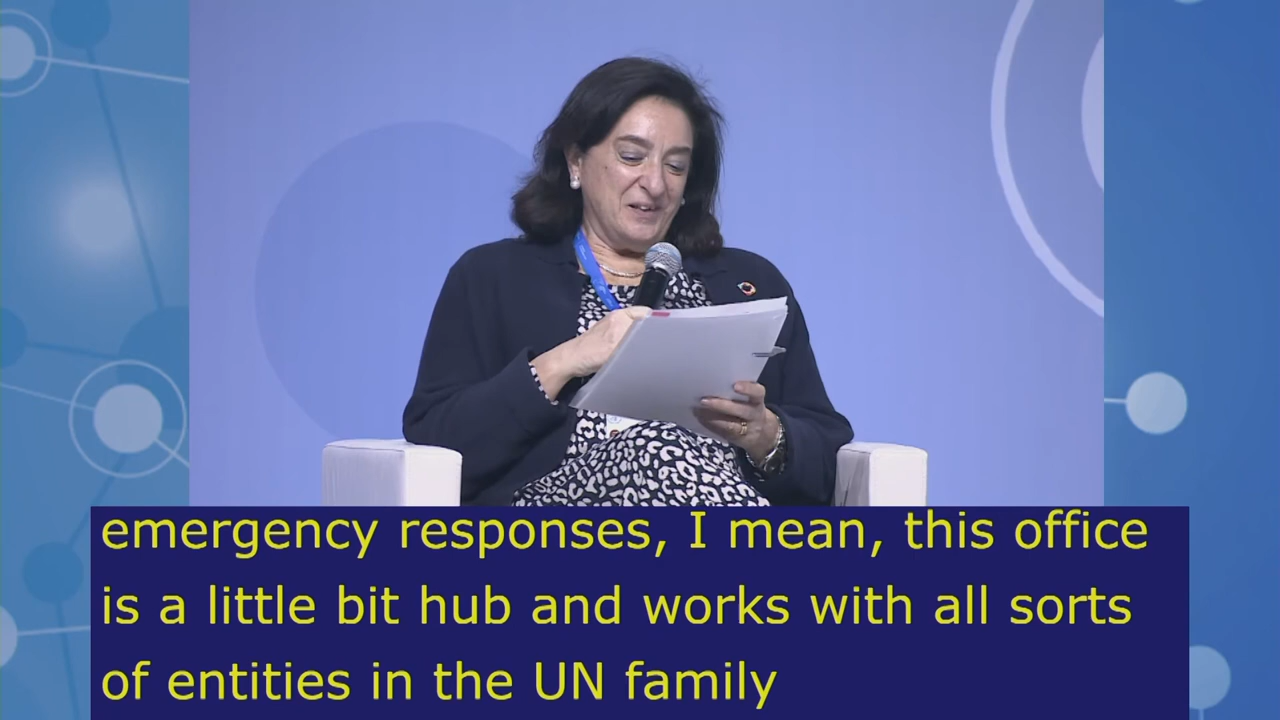 emergency responses, I mean, this office
is a little bit hub and works with all sorts
of entities in the UN family